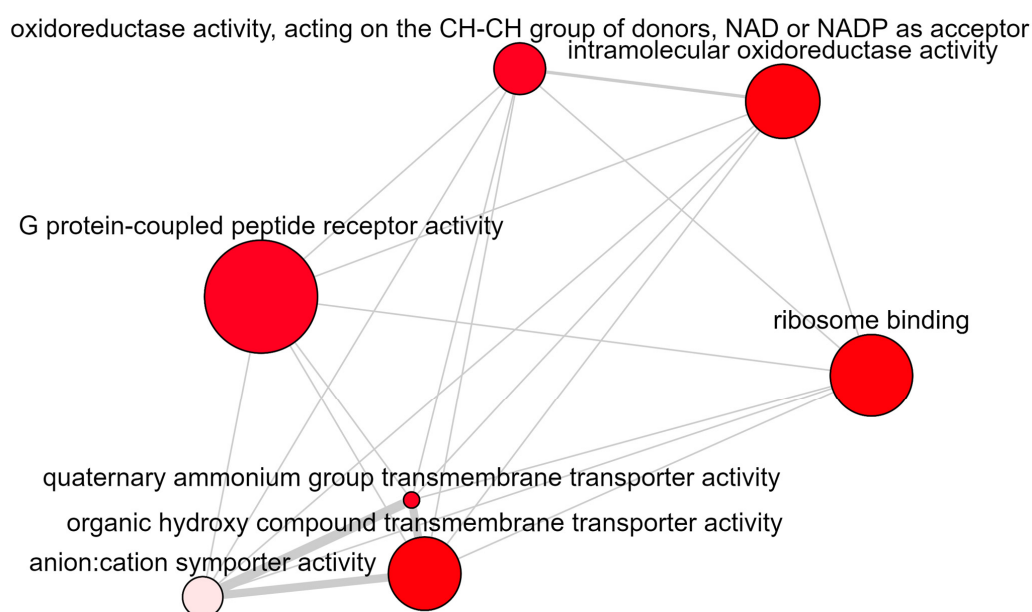 oxidoreductase activity, acting on the CH-CH group of donors, NAD or NADP as acceptor
intramolecular oxidoreductase activity
G protein-coupled peptide receptor activity
ribosome binding
quaternary ammonium group transmembrane transporter activity
organic hydroxy compound transmembrane transporter activity
anion:cation symporter activity